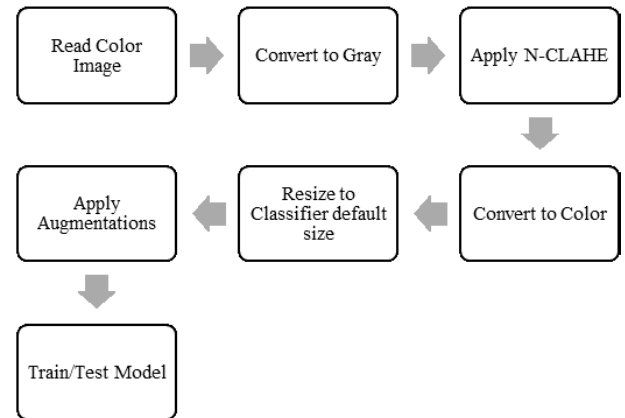 Read Color
Image
Convert to Gray
Apply N-CLAHE
Convert to Color
Resize to
Classifier default
size
Apply
Augmentations
Train/Test Model